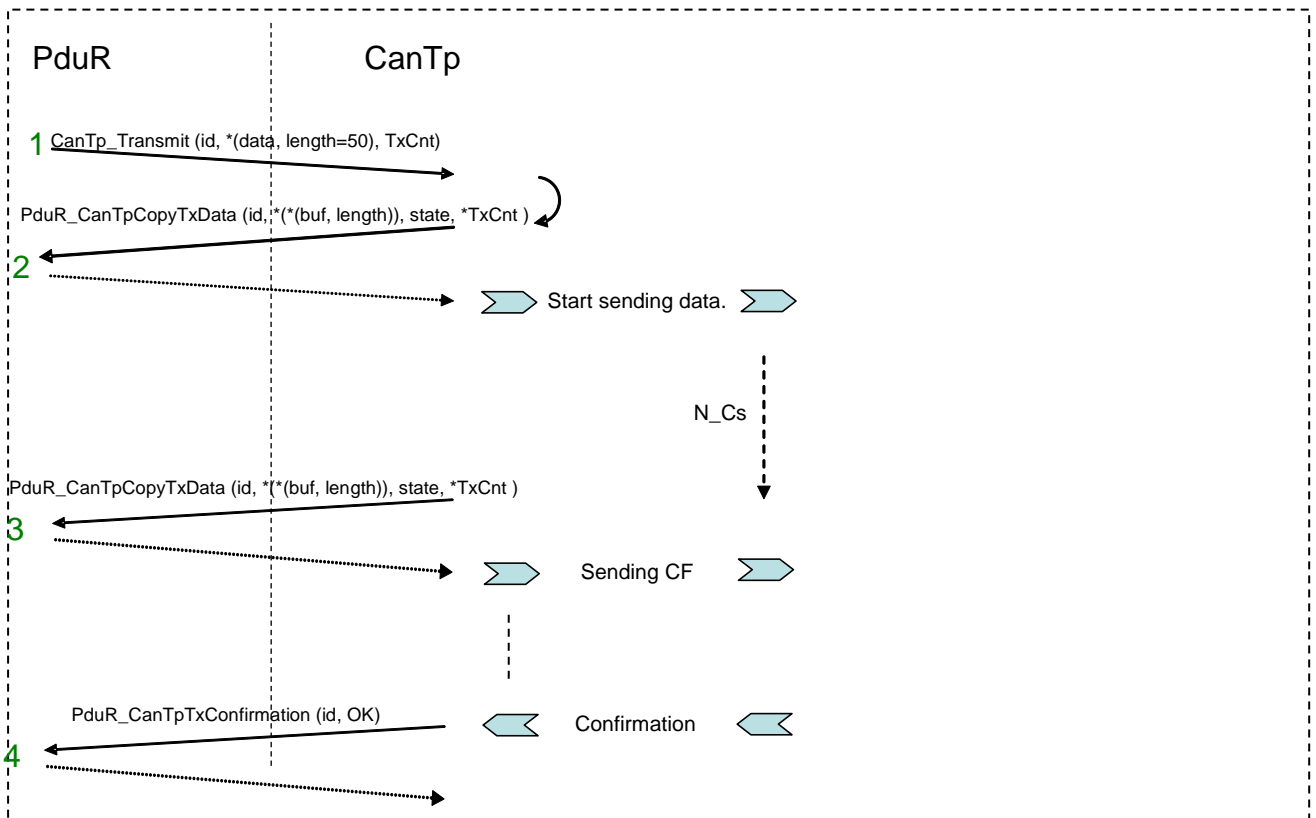 PduR CanTp
1 CanTp_Transmit (id, *(data, length=50), TxCnt)
PduR_CanTpCopyTxData (id, *(*(buf, length)), state, *TxCnt )
2
Start sending data.
N_Cs
PduR_CanTpCopyTxData (id, *(*(buf, length)), state, *TxCnt )
3
Sending CF
PduR_CanTpTxConfirmation (id, OK)
Confirmation
4